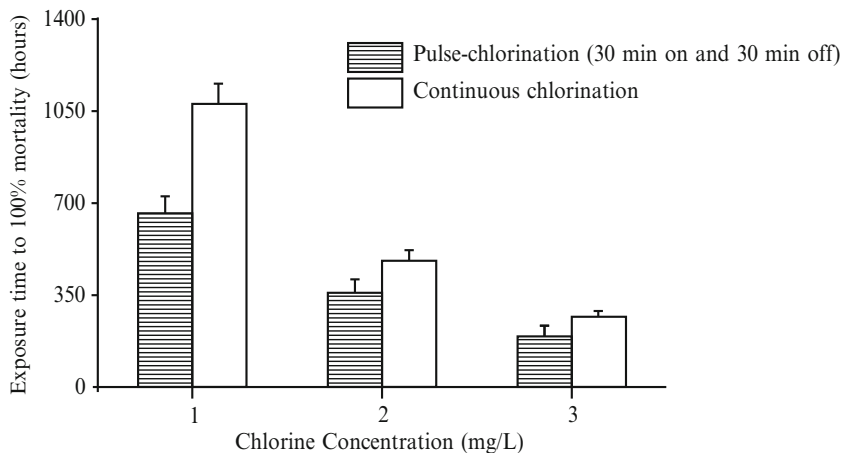 Exposure time to 100% mortality (hours)
1400
1050
700
350
0
Pulse-chlorination (30 min on and 30 min off)
Continuous chlorination
1 2 3
Chlorine Concentration (mg/L)